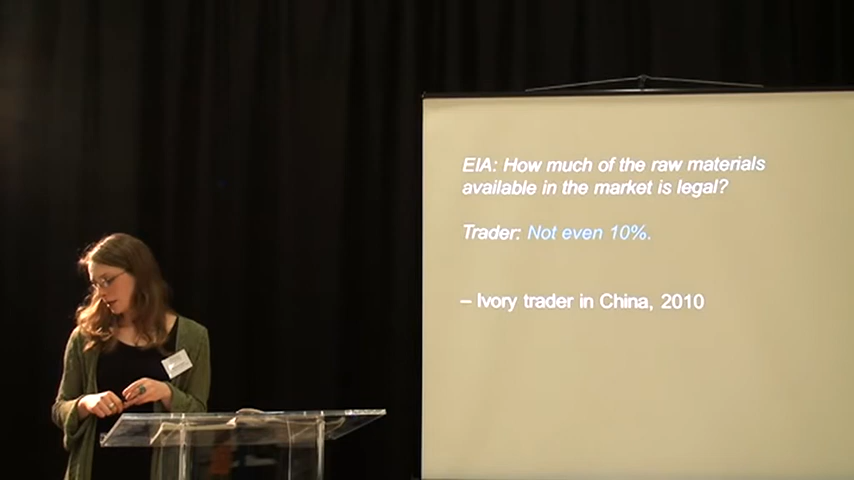 EIA: How much of the raw materials
available in the market is legal?
Trader: Not even 10%.
– Ivory trader in China, 2010